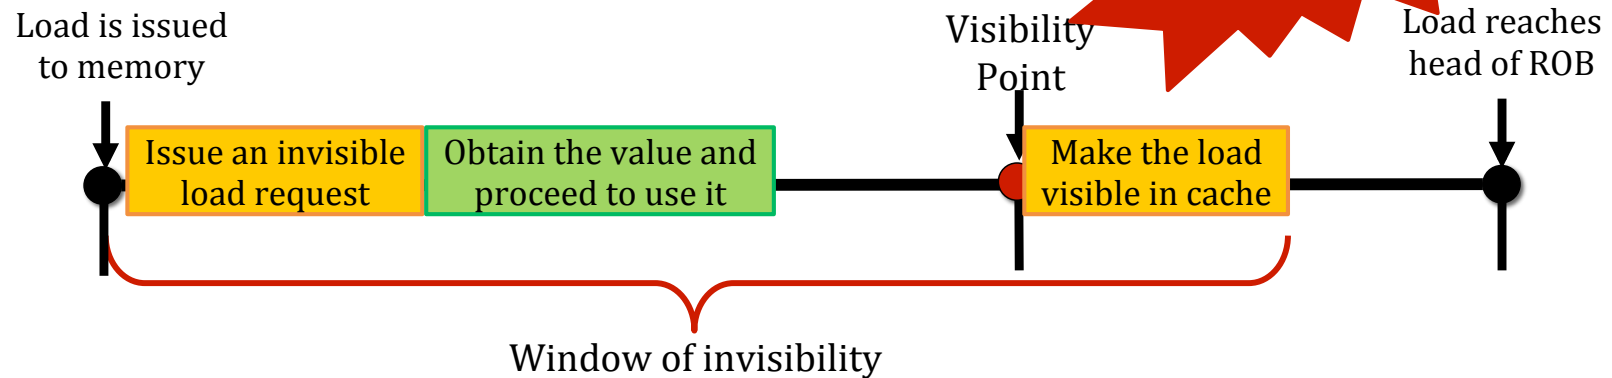 Load is issued
to memory
Visibility
Point
Load reaches
head of ROB
Issue an invisible
load request
Obtain the value and
proceed to use it
Make the load
visible in cache
Window of invisibility